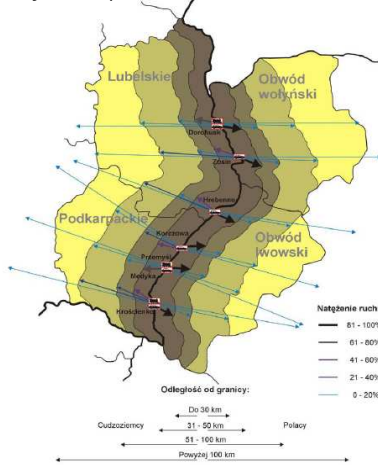 Lubelskie
Obwód
wołyński
Dorohusk
Zosin
Hrebenne
Podkarpackie
Korczowa
Obwód
lwowski
Przemyśl
Medyka
Krościenko
Natężenie ruch
81 - 100%
61 - 80%
41 - 60%
21 - 40%
0 - 20%
Odległość od granicy:
Do 30 km
Cudzoziemcy 31 - 50 km Polacy
51 - 100 km
Powyżej 100 km